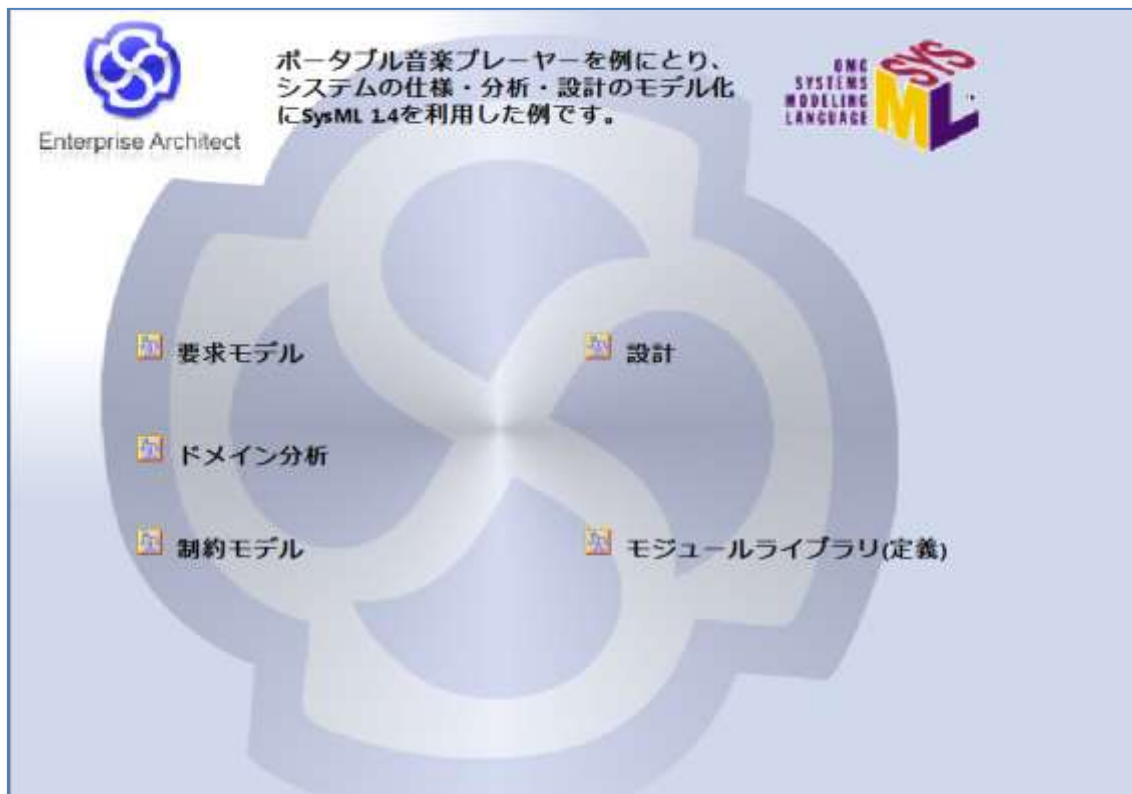 Enterprise Architect
ポータブル音楽プレーヤーを例にとり、
システムの仕様・分析・設計のモデル化
にSysML 1.4を利用した例です。
OMG
SYSTEMS
MODELING
LANGUAGE
SYS
ML
要求モデル
設計
ドメイン分析
制約モデル
モジュールライブラリ(定義)